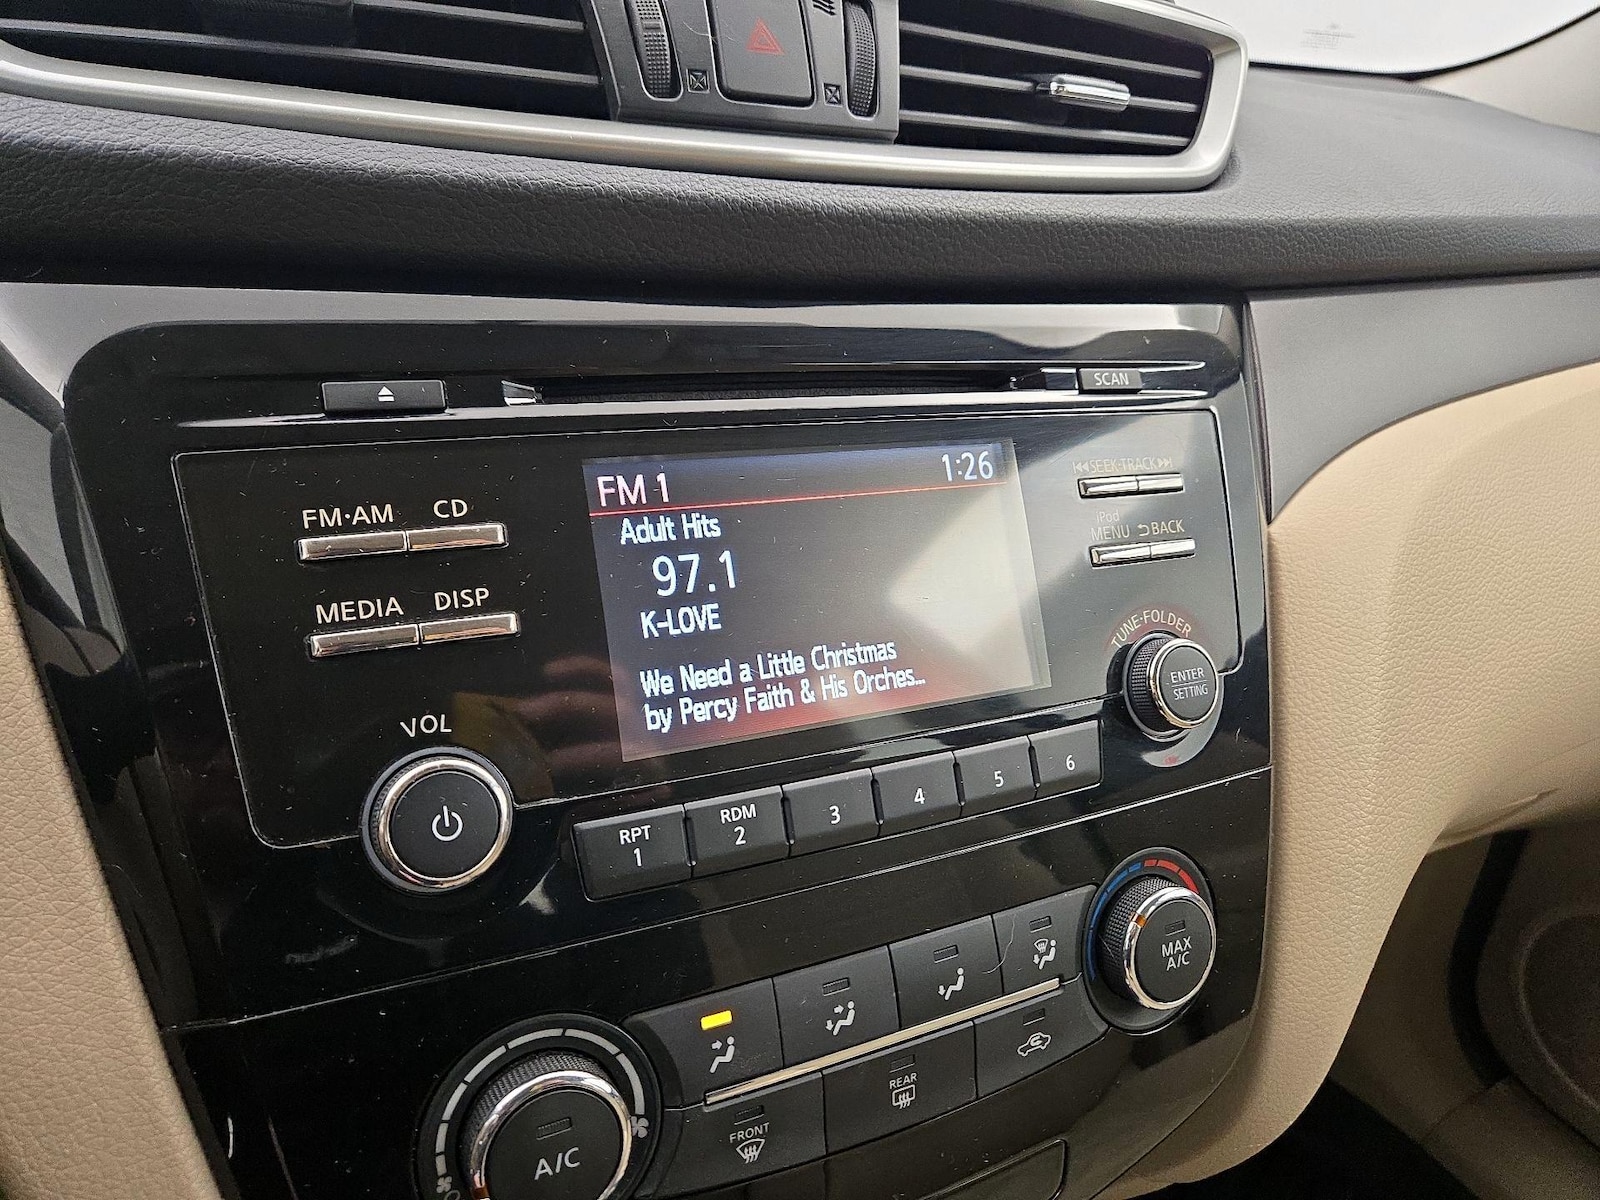 SCAN
FM 1 1:26
Adult Hits
97.1
K-LOVE
We Need a Little Christmas
by Percy Faith & His Orches...
FM·AM CD
MEDIA DISP
VOL
SEEK·TRACK
iPod
MENU BACK
TUNE·FOLDER
ENTER
SETTING
RPT
1
RDM
2
3
4
5
6
MAX
A/C
REAR
FRONT
A/C